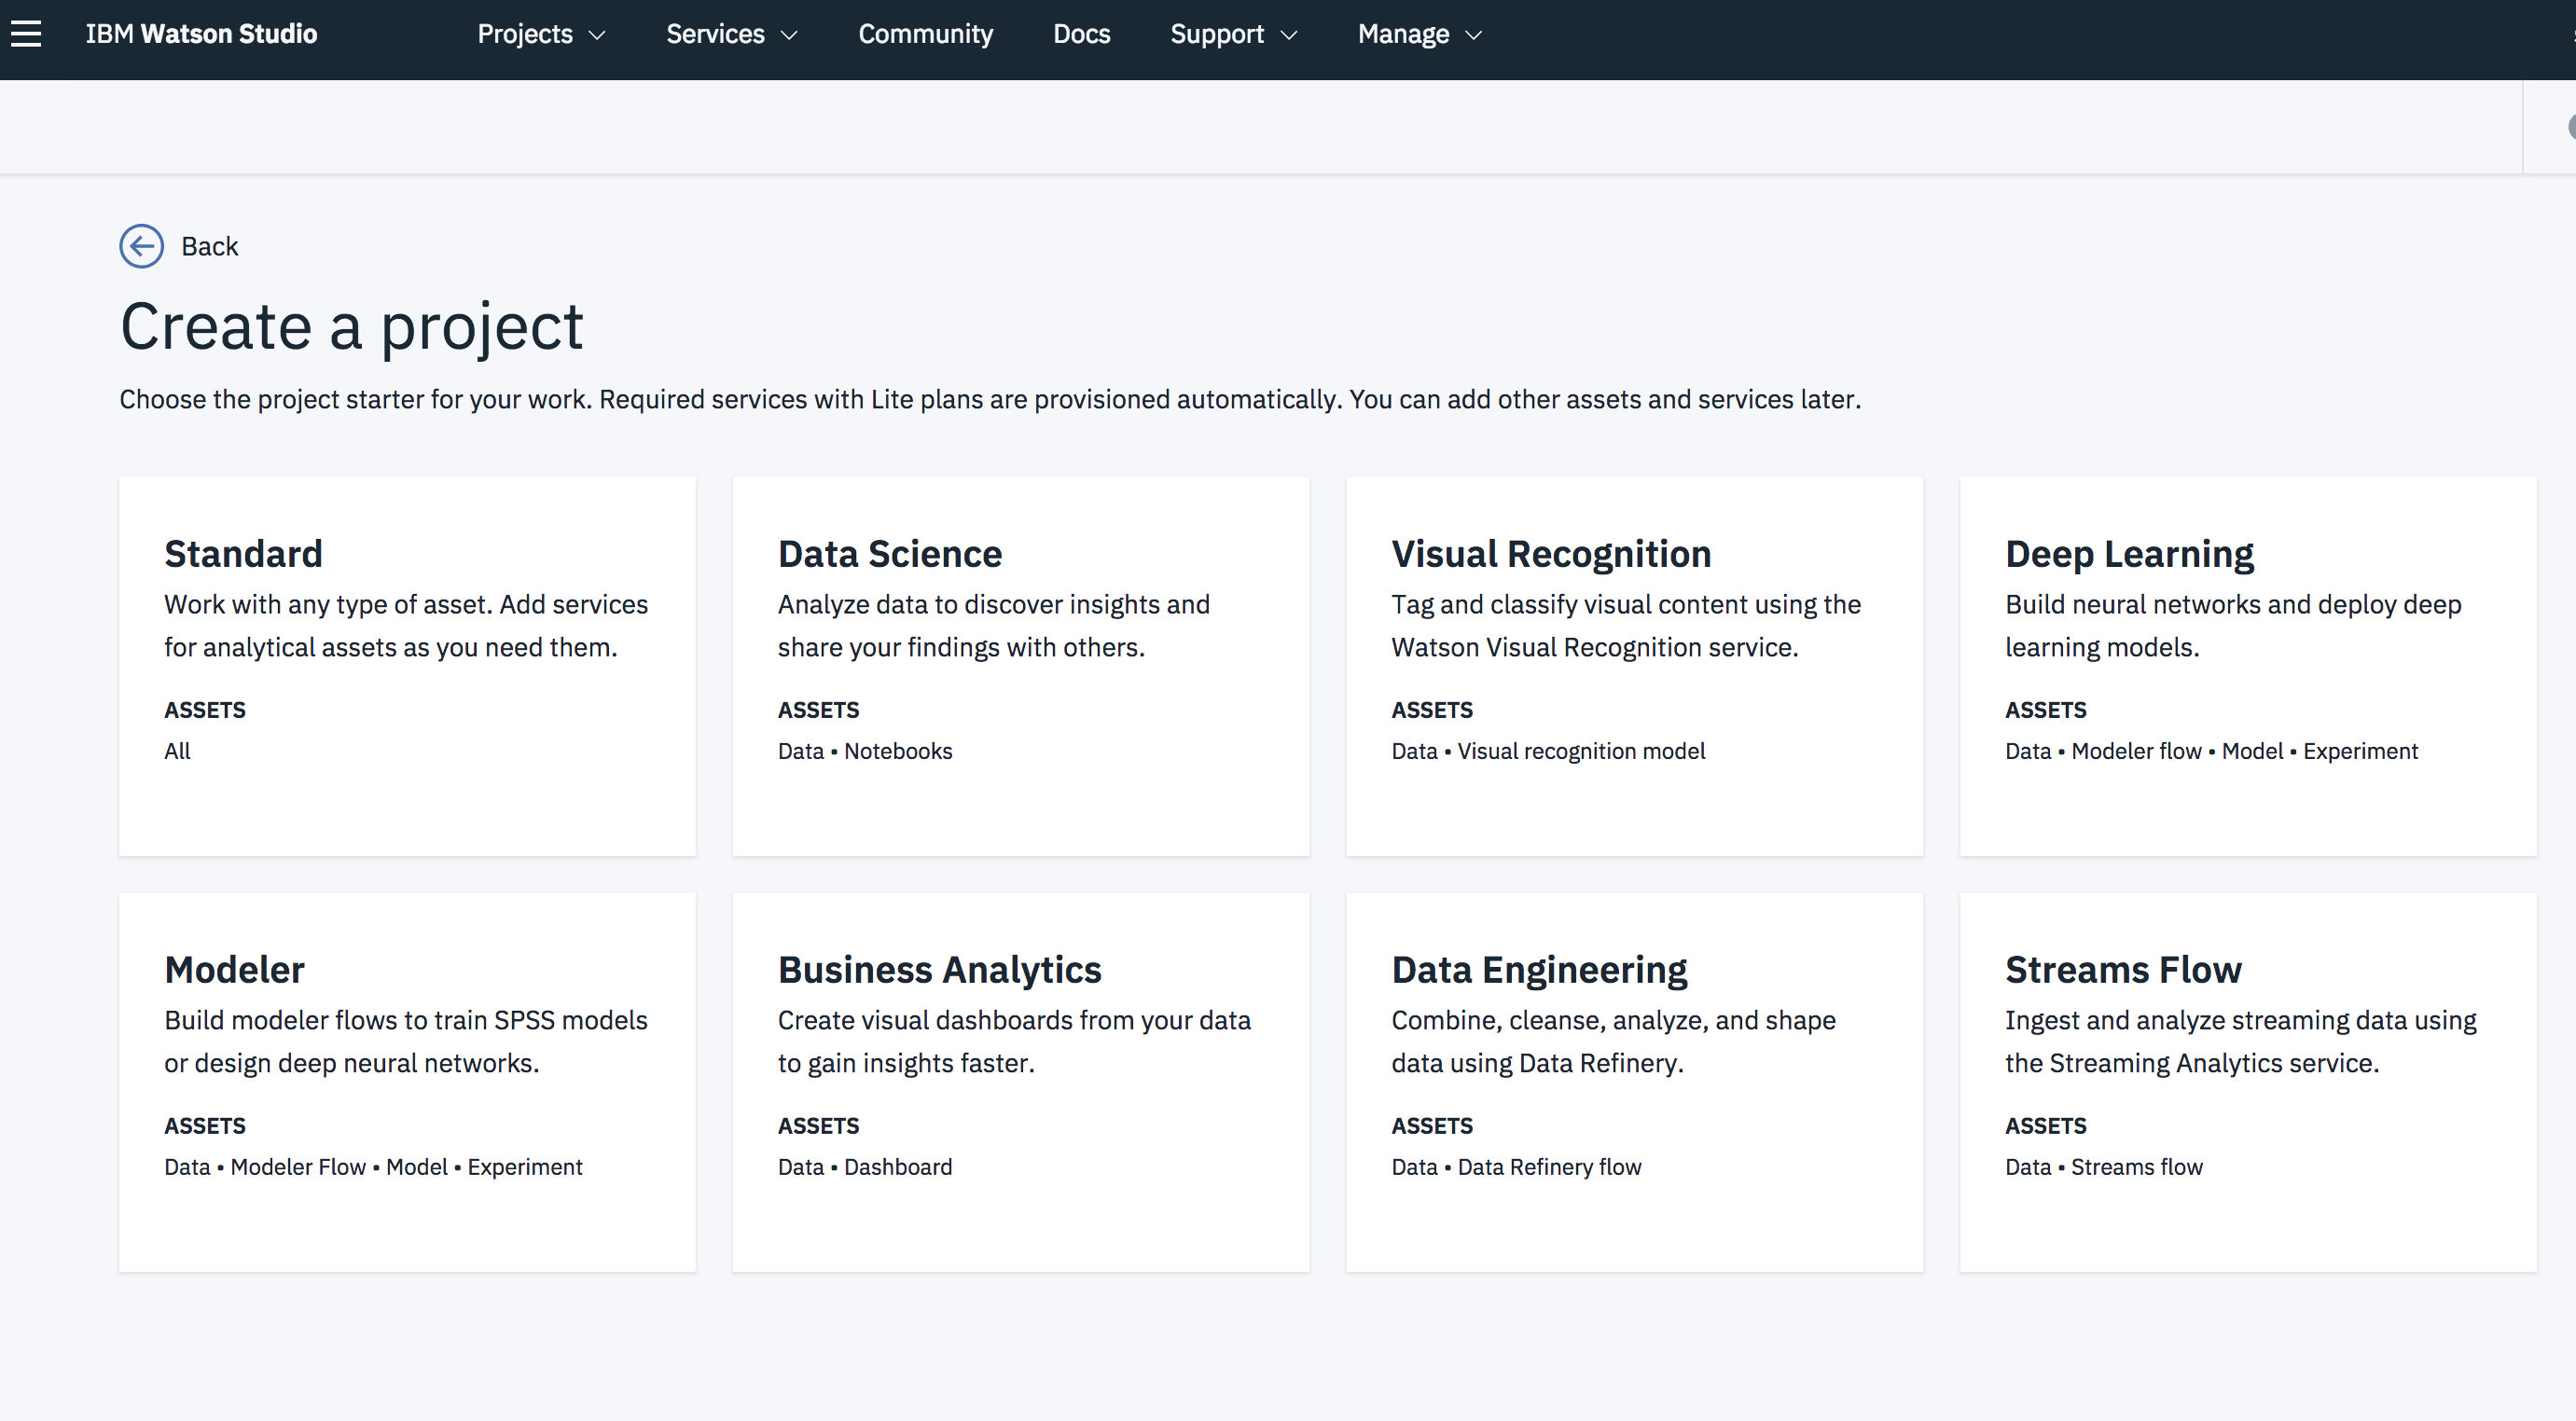 IBM Watson Studio Projects Services Community Docs Support Manage
Back
Create a project
Choose the project starter for your work. Required services with Lite plans are provisioned automatically. You can add other assets and services later.
Standard
Work with any type of asset. Add services
for analytical assets as you need them.
ASSETS
All
Data Science
Analyze data to discover insights and
share your findings with others.
ASSETS
Data • Notebooks
Visual Recognition
Tag and classify visual content using the
Watson Visual Recognition service.
ASSETS
Data • Visual recognition model
Deep Learning
Build neural networks and deploy deep
learning models.
ASSETS
Data • Modeler flow • Model • Experiment
Modeler
Build modeler flows to train SPSS models
or design deep neural networks.
ASSETS
Data • Modeler Flow • Model • Experiment
Business Analytics
Create visual dashboards from your data
to gain insights faster.
ASSETS
Data • Dashboard
Data Engineering
Combine, cleanse, analyze, and shape
data using Data Refinery.
ASSETS
Data • Data Refinery flow
Streams Flow
Ingest and analyze streaming data using
the Streaming Analytics service.
ASSETS
Data • Streams flow